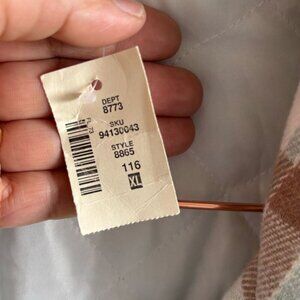 DEPT
8773
SKU
94130043
STYLE
8865
116
XL